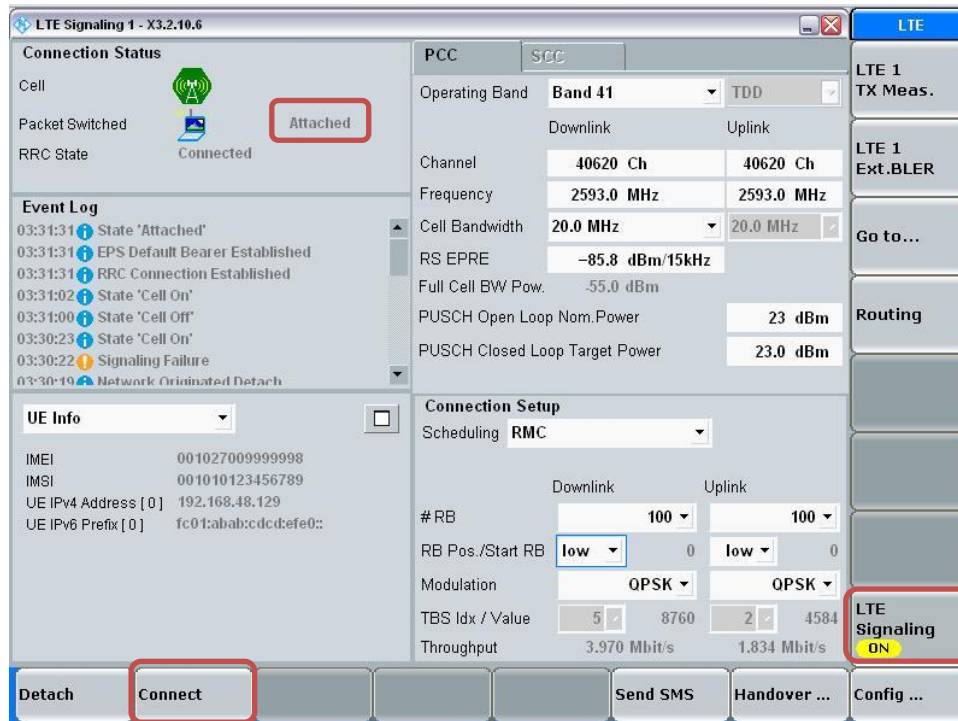 LTE Signaling 1 - X3.2.10.6
LTE
Connection Status
Cell
Packet Switched Attached
RRC State Connected
Event Log
03:31:31 State 'Attached'
03:31:31 EPS Default Bearer Established
03:31:31 RRC Connection Established
03:31:02 State 'Cell On'
03:31:00 State 'Cell Off'
03:30:23 State 'Cell On'
03:30:22 Signaling Failure
03:30:19 Network Originated Detach
UE Info
IMEI 001027009999998
IMSI 001010123456789
UE IPv4 Address [ 0 ] 192.168.48.129
UE IPv6 Prefix [ 0 ] fc01:abab:cdcd:efe0::
PCC SCC
Operating Band Band 41 TDD
Downlink Uplink
Channel 40620 Ch 40620 Ch
Frequency 2593.0 MHz 2593.0 MHz
Cell Bandwidth 20.0 MHz 20.0 MHz
RS EPRE -85.8 dBm/15kHz
Full Cell BW Pow. -55.0 dBm
PUSCH Open Loop Nom.Power 23 dBm
PUSCH Closed Loop Target Power 23.0 dBm
Connection Setup
Scheduling RMC
Downlink Uplink
# RB 100 100
RB Pos./Start RB low 0 low 0
Modulation QPSK QPSK
TBS Idx / Value 5 8760 2 4584
Throughput 3.970 Mbit/s 1.834 Mbit/s
LTE 1
TX Meas.
LTE 1
Ext.BLER
Go to...
Routing
LTE
Signaling
ON
Detach Connect Send SMS Handover ... Config ...